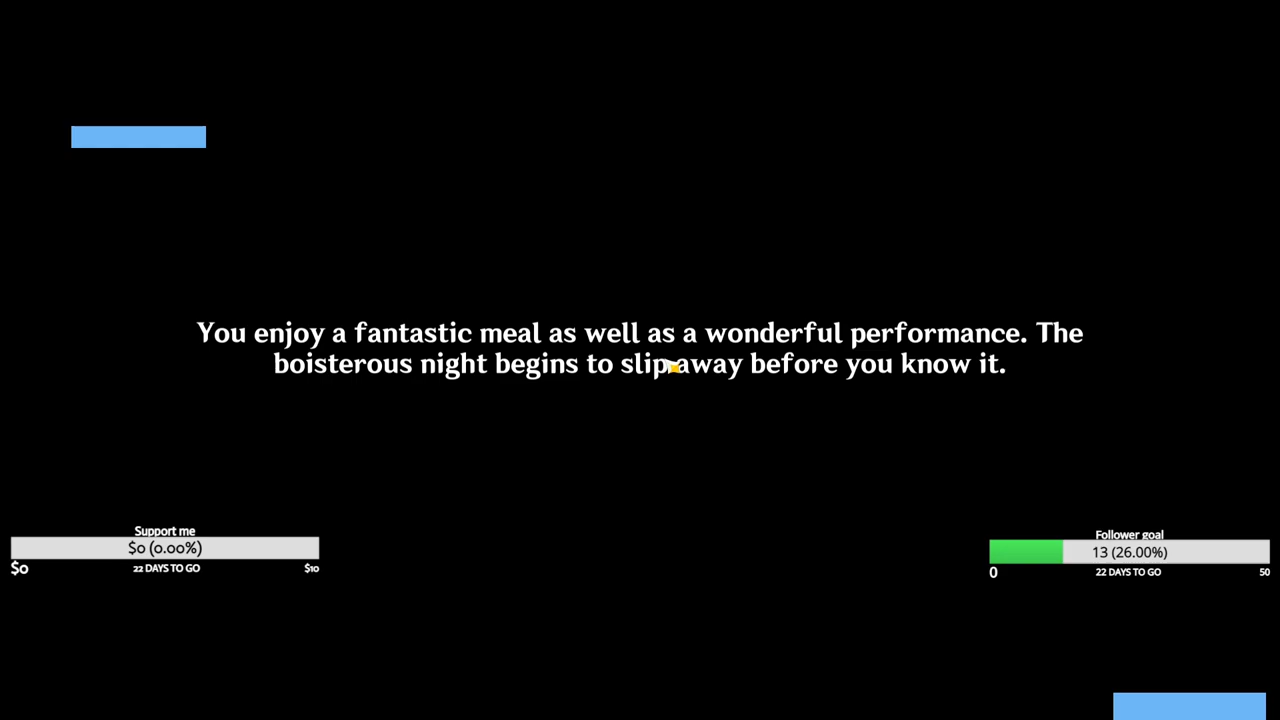 You enjoy a fantastic meal as well as a wonderful performance. The
boisterous night begins to slip away before you know it.
Support me
$0 (0.00%)
$0 22 DAYS TO GO $10
Follower goal
13 (26.00%)
0 22 DAYS TO GO 50